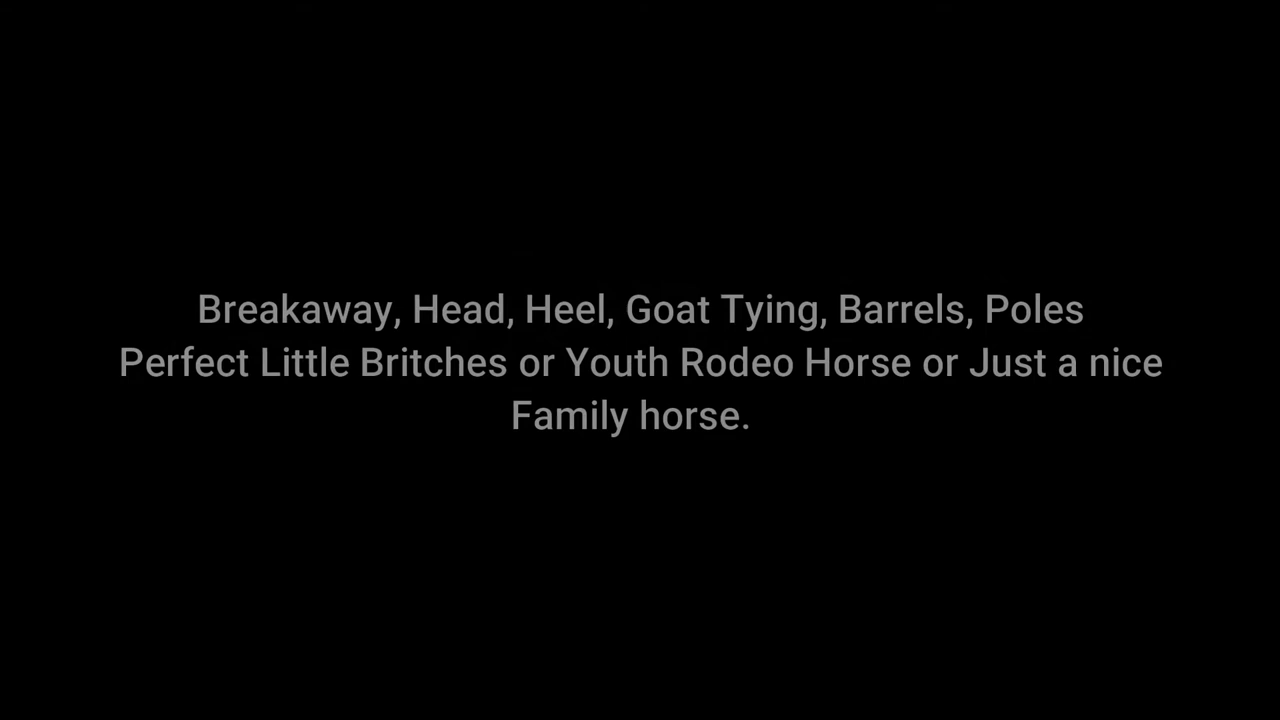 Breakaway, Head, Heel, Goat Tying, Barrels, Poles
Perfect Little Britches or Youth Rodeo Horse or Just a nice
Family horse.